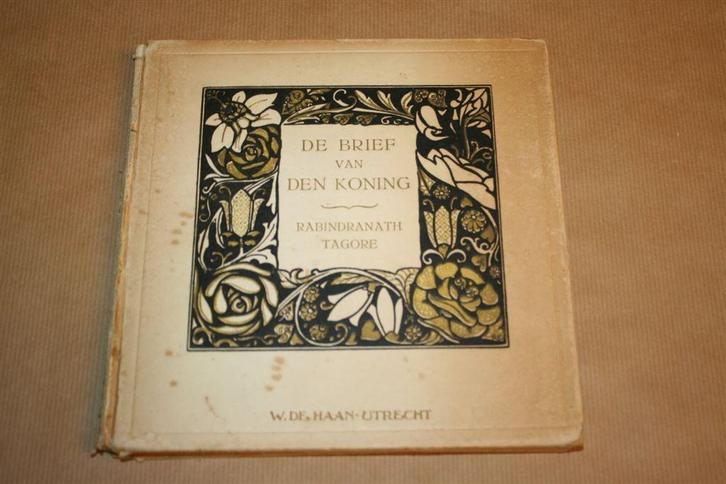 DE BRIEF
VAN
DEN KONING
RABINDRANATH
TAGORE
W. DE HAAN · UTRECHT